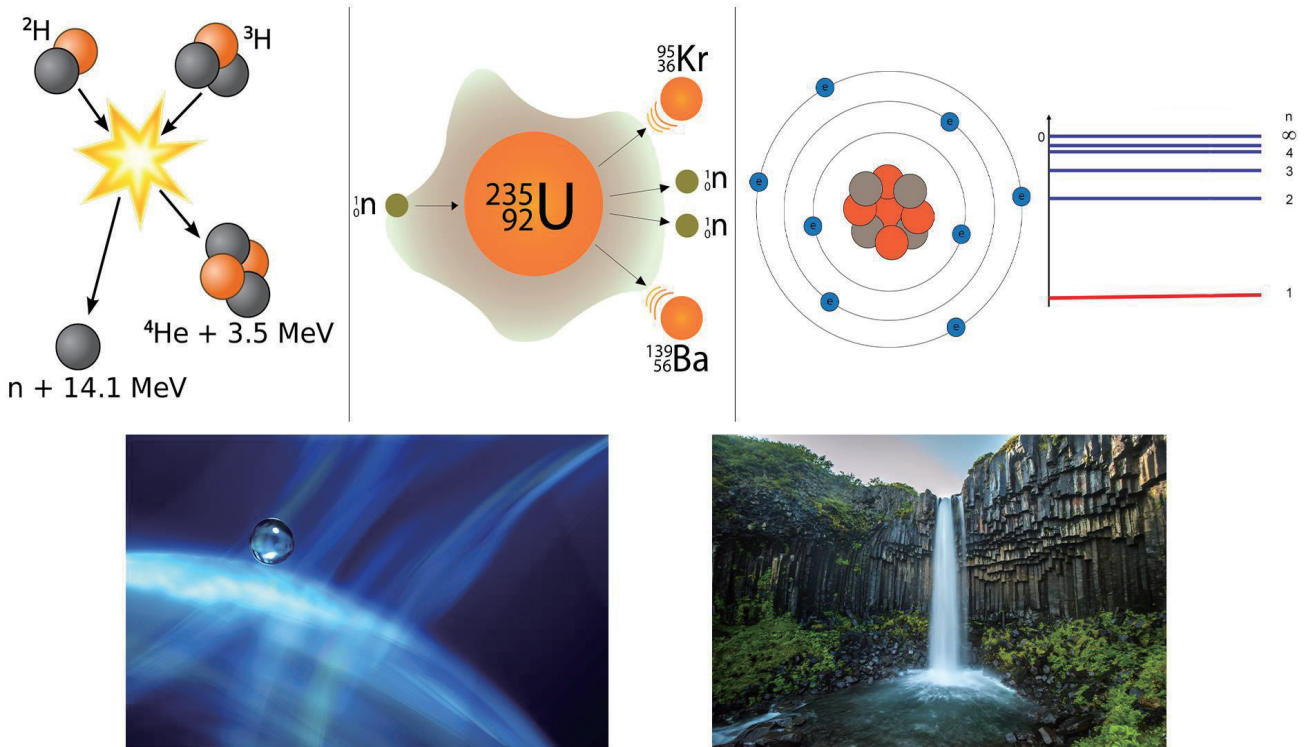 ²H
³H
⁴He + 3.5 MeV
n + 14.1 MeV
¹₀n
²³⁵₉₂U
⁹⁵₃₆Kr
¹₀n
¹₀n
¹³⁹₅₆Ba
e
e
e
e
e
e
e
e
n
0
∞
4
3
2
1